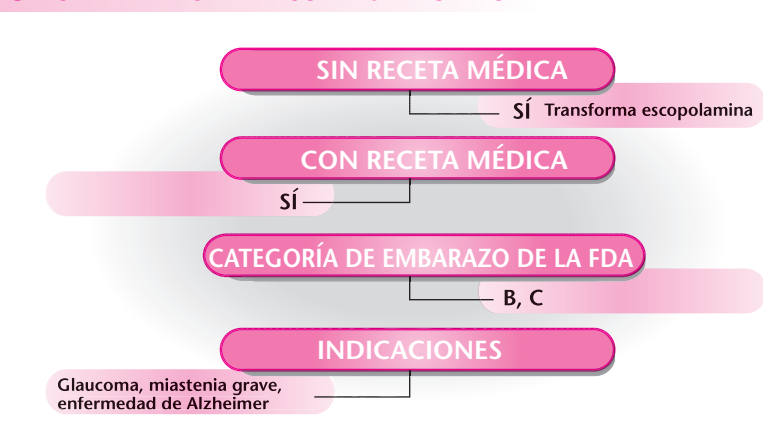 SIN RECETA MÉDICA
SÍ Transforma escopolamina
CON RECETA MÉDICA
SÍ
CATEGORÍA DE EMBARAZO DE LA FDA
B, C
INDICACIONES
Glaucoma, miastenia grave,
enfermedad de Alzheimer